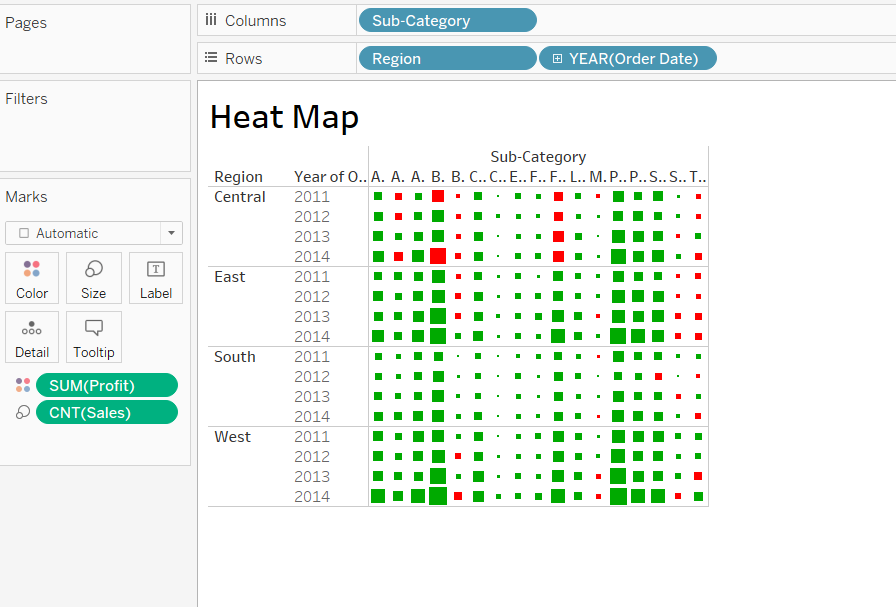 Pages
Columns
Sub-Category
Rows
Region
YEAR(Order Date)
Filters
Marks
Automatic
Color
Size
Label
Detail
Tooltip
SUM(Profit)
CNT(Sales)
Heat Map
Sub-Category
Region Year of O.. A. A. A. B. B. C.. C.. E.. F.. F.. L.. M. P.. P.. S.. S.. T..
Central 2011
2012
2013
2014
East 2011
2012
2013
2014
South 2011
2012
2013
2014
West 2011
2012
2013
2014